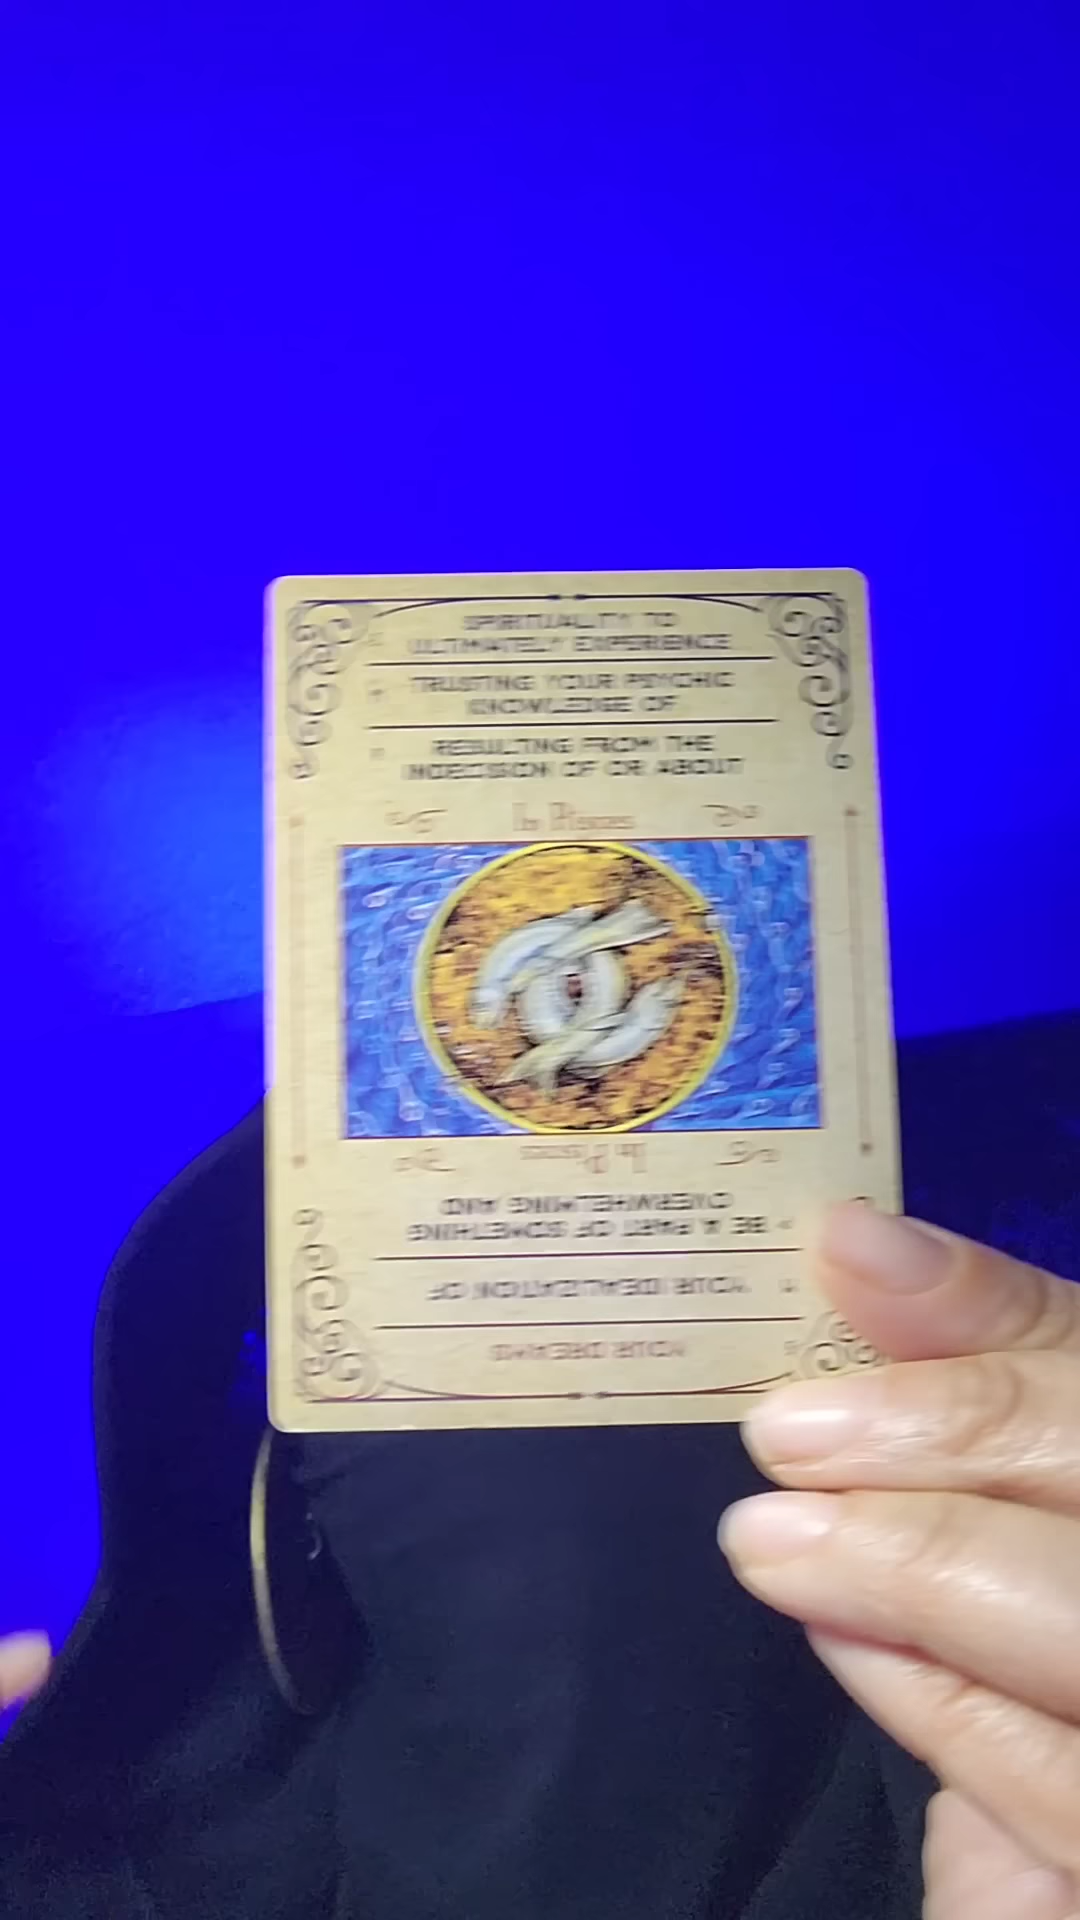 SPIRITUALITY TO
ULTIMATELY EXPERIENCE
TRUSTING YOUR PSYCHIC
KNOWLEDGE OF
RESULTING FROM THE
INDECISION OF OR ABOUT
In Pisces
In Pisces
BE A PART OF SOMETHING
OVERWHELMING AND
YOUR IDEALIZATION OF
YOUR DREAMS